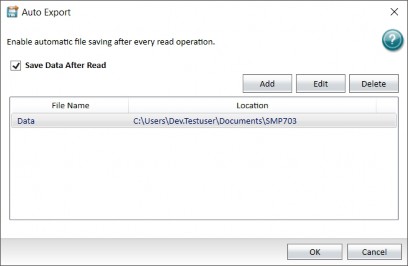 Auto Export
Enable automatic file saving after every read operation.
Save Data After Read
Add Edit Delete
File Name Location
Data C:\Users\Dev.Testuser\Documents\SMP703
OK Cancel